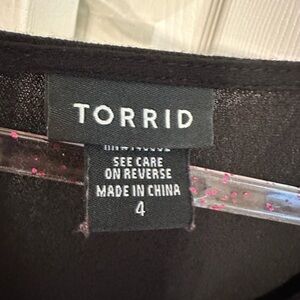 TORRID
SEE CARE
ON REVERSE
MADE IN CHINA
4